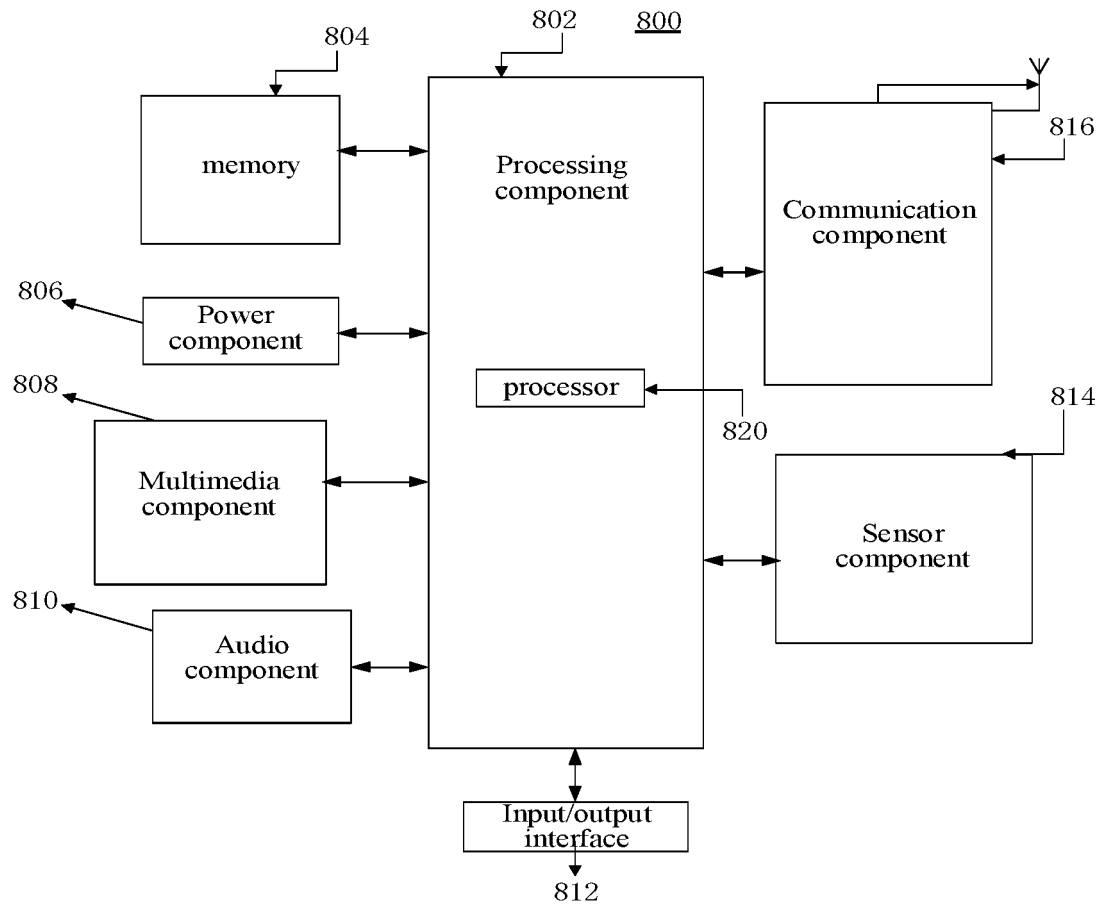 802
800
804
816
memory
Processing
component
Communication
component
806
Power
component
808
processor
820
814
Multimedia
component
Sensor
component
810
Audio
component
Input/output
interface
812